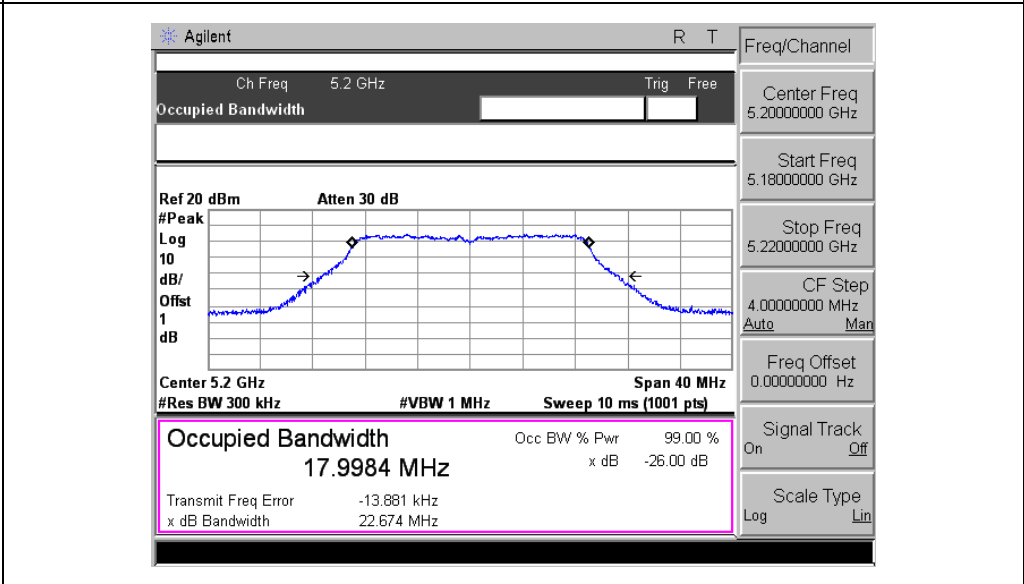 Agilent R T
Freq/Channel
Ch Freq 5.2 GHz Trig Free
Occupied Bandwidth
Center Freq
5.20000000 GHz
Start Freq
5.18000000 GHz
Stop Freq
5.22000000 GHz
CF Step
4.00000000 MHz
Auto Man
Freq Offset
0.00000000 Hz
Signal Track
On Off
Scale Type
Log Lin
Ref 20 dBm Atten 30 dB
#Peak
Log
10
dB/
Offst
1
dB
Center 5.2 GHz Span 40 MHz
#Res BW 300 kHz #VBW 1 MHz Sweep 10 ms (1001 pts)
Occupied Bandwidth
17.9984 MHz
Occ BW % Pwr 99.00 %
x dB -26.00 dB
Transmit Freq Error -13.881 kHz
x dB Bandwidth 22.674 MHz